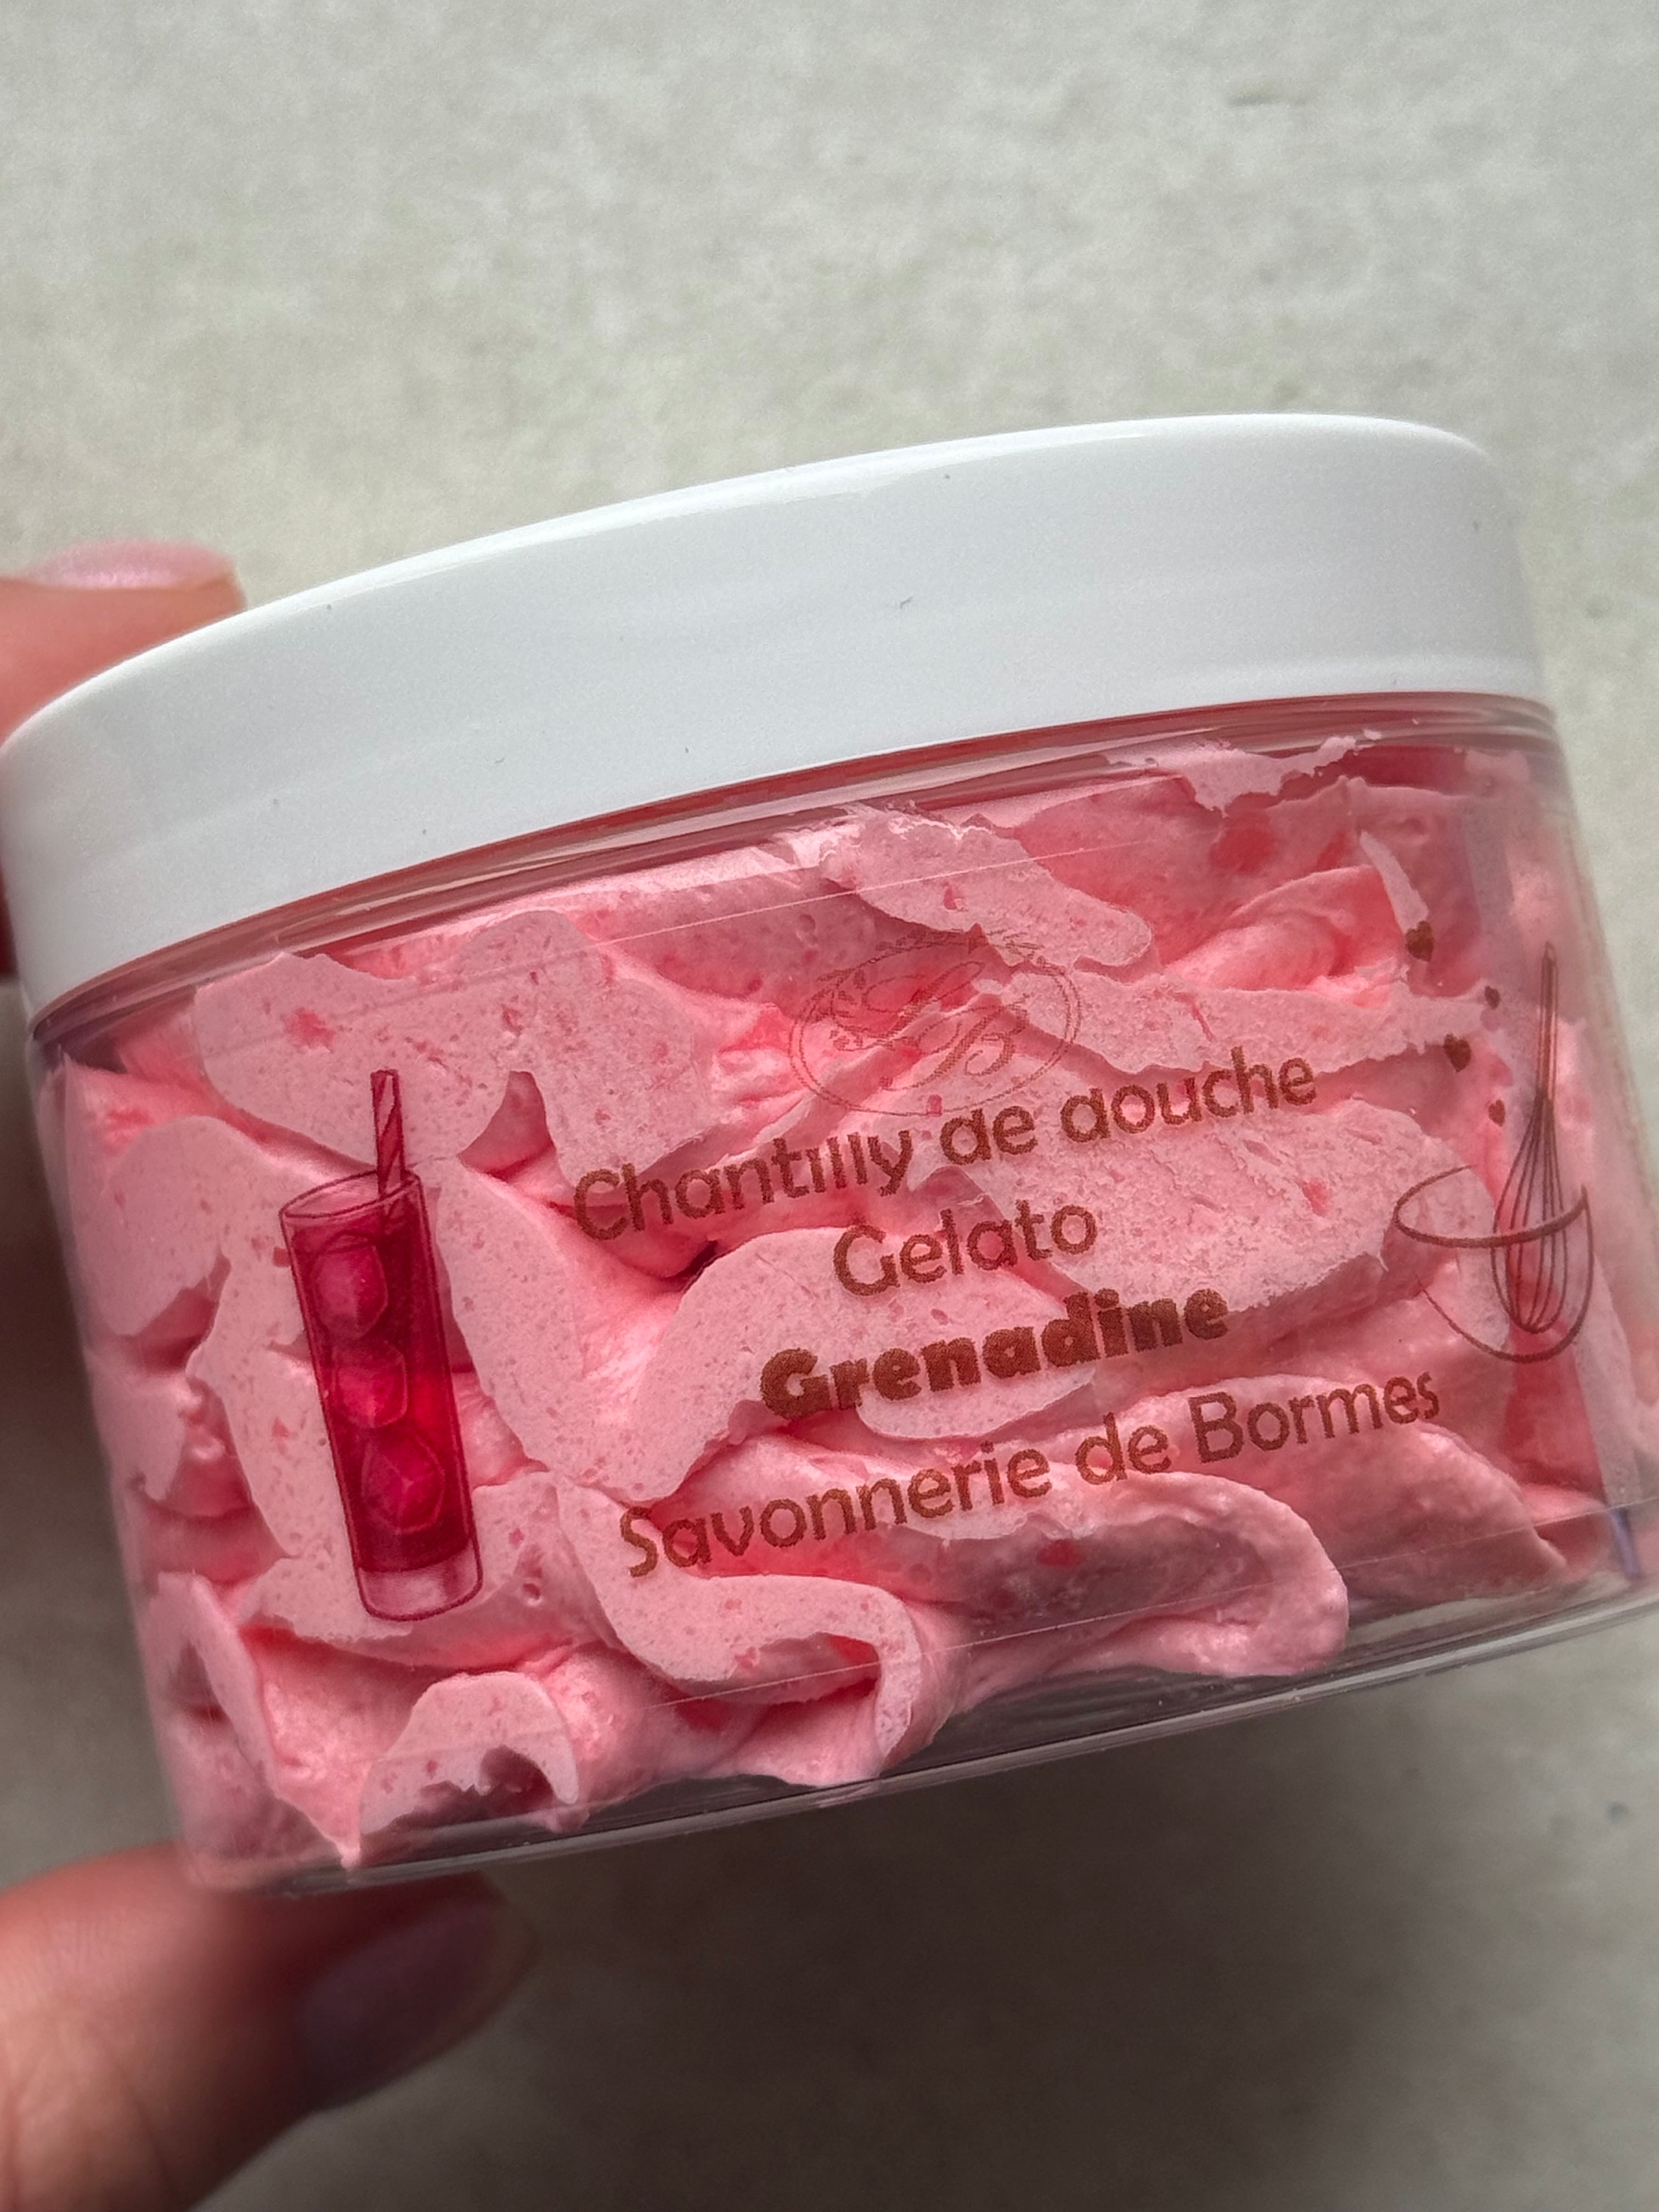 Chantilly de douche
Gelato
Grenadine
Savonnerie de Bormes